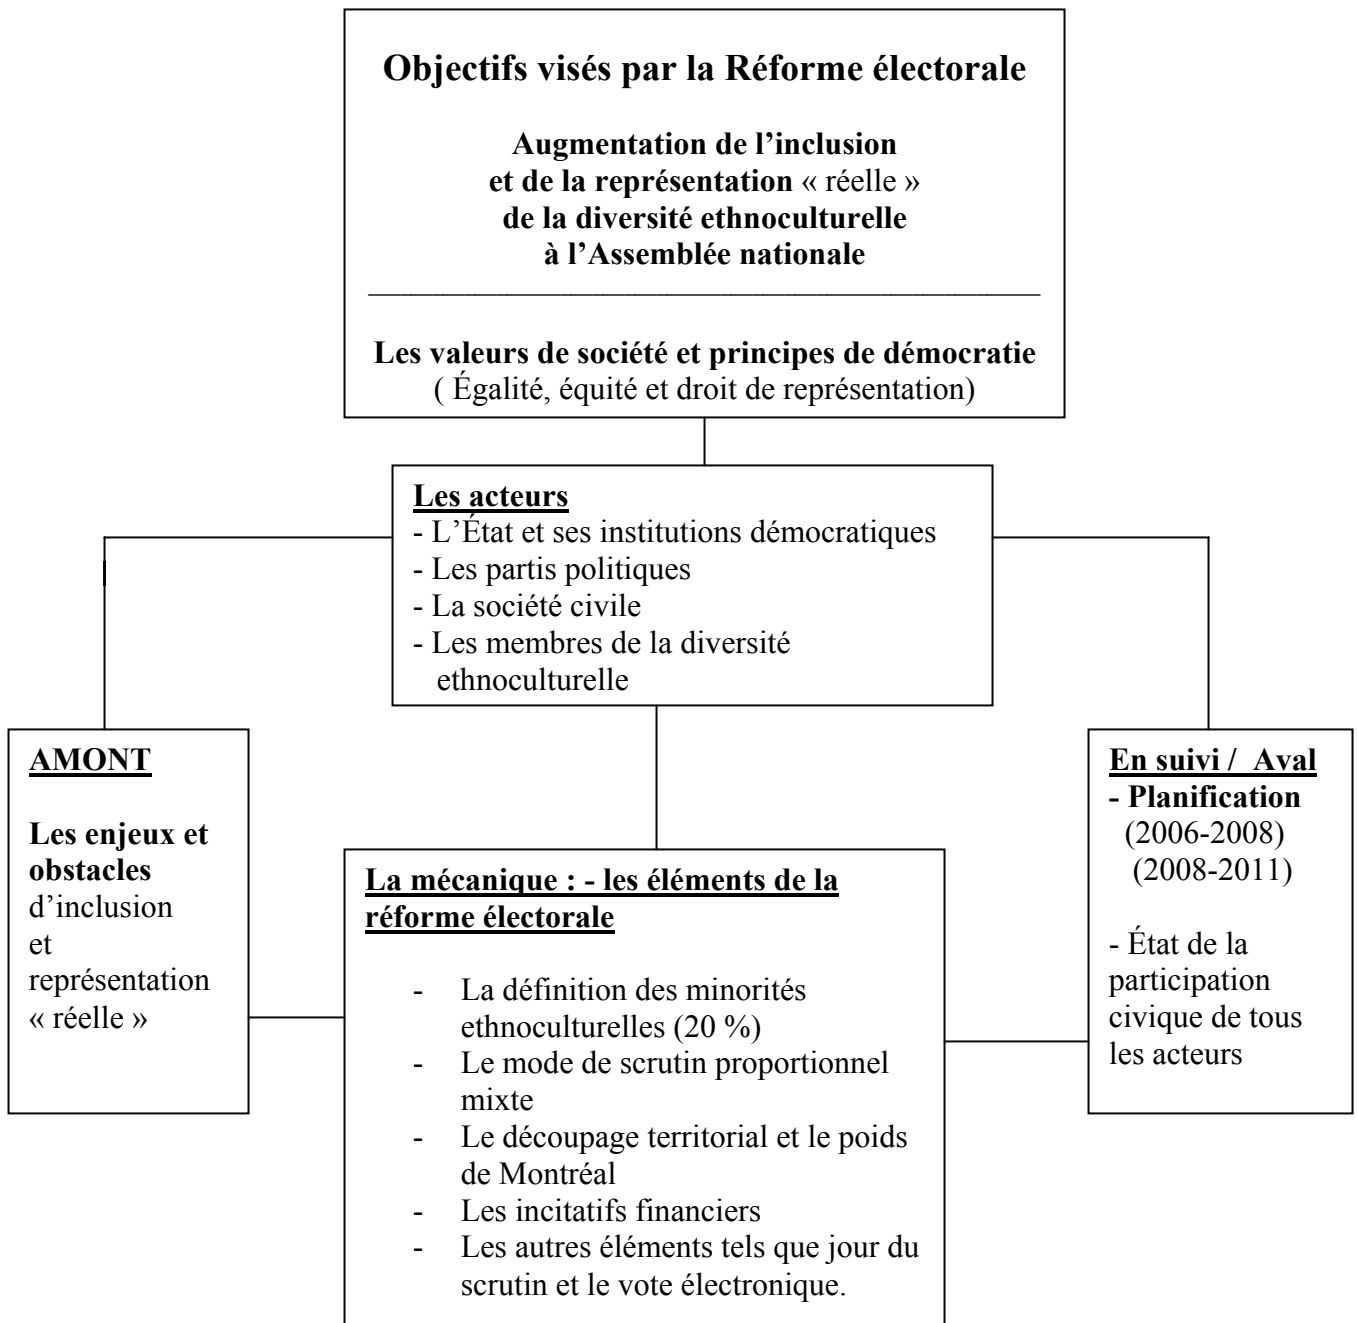 Objectifs visés par la Réforme électorale
Augmentation de l’inclusion
et de la représentation « réelle »
de la diversité ethnoculturelle
à l’Assemblée nationale
Les valeurs de société et principes de démocratie
( Égalité, équité et droit de représentation)
Les acteurs
- L’État et ses institutions démocratiques
- Les partis politiques
- La société civile
- Les membres de la diversité
ethnoculturelle
AMONT
Les enjeux et
obstacles
d’inclusion
et
représentation
« réelle »
La mécanique : - les éléments de la
réforme électorale
- La définition des minorités
ethnoculturelles (20 %)
- Le mode de scrutin proportionnel
mixte
- Le découpage territorial et le poids
de Montréal
- Les incitatifs financiers
- Les autres éléments tels que jour du
scrutin et le vote électronique.
En suivi / Aval
- Planification
(2006-2008)
(2008-2011)
- État de la
participation
civique de tous
les acteurs